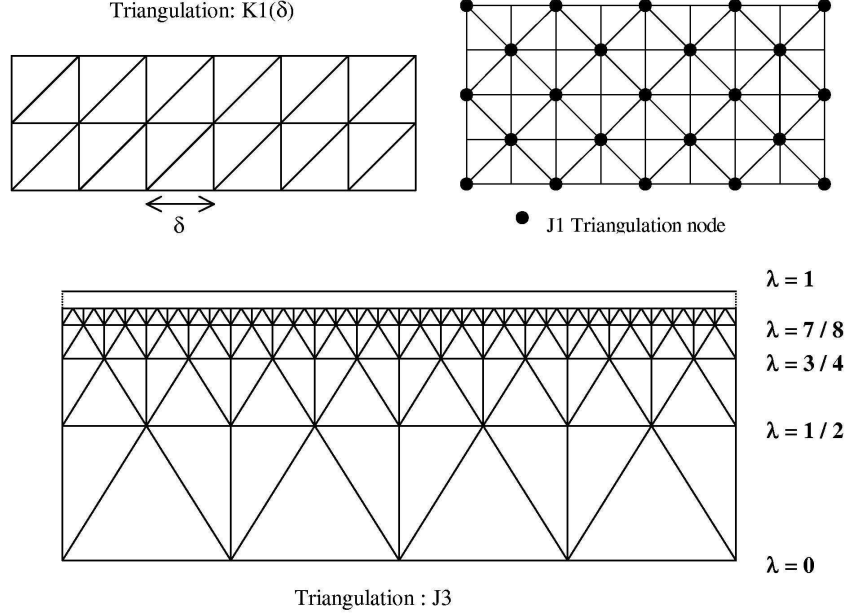 Triangulation: K1(δ)
δ
J1 Triangulation node
λ = 1
λ = 7 / 8
λ = 3 / 4
λ = 1 / 2
λ = 0
Triangulation : J3